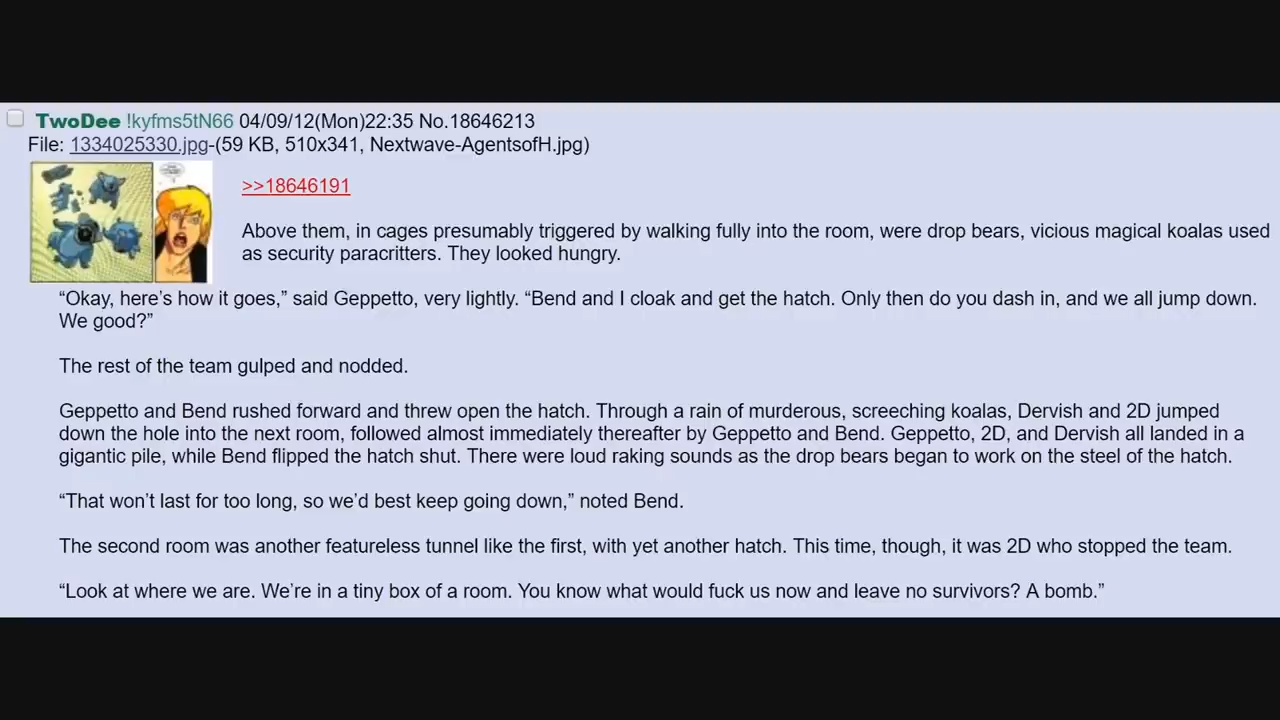 TwoDee !kyfms5tN66 04/09/12(Mon)22:35 No.18646213
File: 1334025330.jpg-(59 KB, 510x341, Nextwave-AgentsofH.jpg)
>>18646191
Above them, in cages presumably triggered by walking fully into the room, were drop bears, vicious magical koalas used
as security paracritters. They looked hungry.
“Okay, here’s how it goes,” said Geppetto, very lightly. “Bend and I cloak and get the hatch. Only then do you dash in, and we all jump down.
We good?”
The rest of the team gulped and nodded.
Geppetto and Bend rushed forward and threw open the hatch. Through a rain of murderous, screeching koalas, Dervish and 2D jumped
down the hole into the next room, followed almost immediately thereafter by Geppetto and Bend. Geppetto, 2D, and Dervish all landed in a
gigantic pile, while Bend flipped the hatch shut. There were loud raking sounds as the drop bears began to work on the steel of the hatch.
“That won’t last for too long, so we’d best keep going down,” noted Bend.
The second room was another featureless tunnel like the first, with yet another hatch. This time, though, it was 2D who stopped the team.
“Look at where we are. We’re in a tiny box of a room. You know what would fuck us now and leave no survivors? A bomb.”